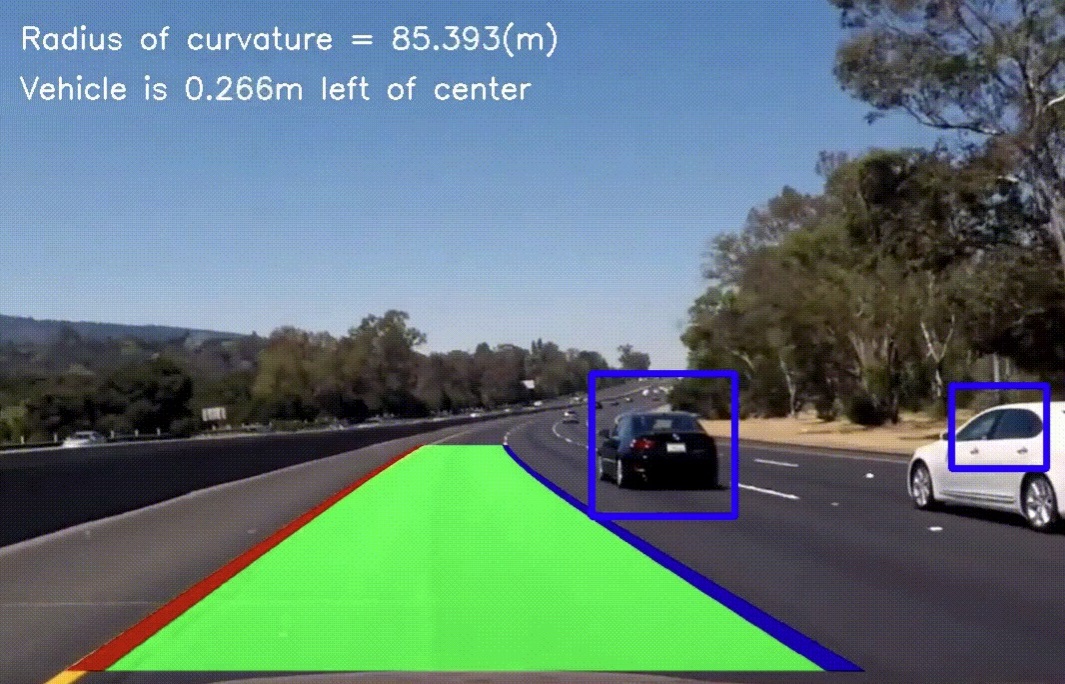 Radius of curvature = 85.393(m)
Vehicle is 0.266m left of center